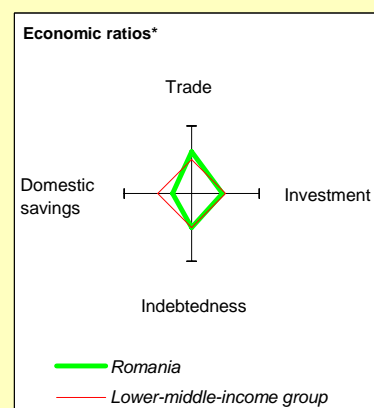 Economic ratios*
Trade
Domestic
savings
Investment
Indebtedness
Romania
Lower-middle-income group